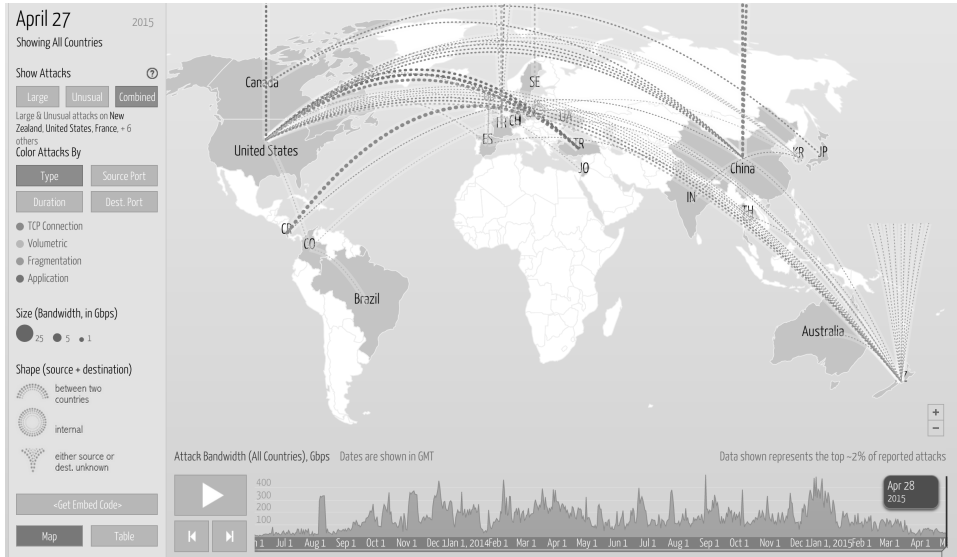 April 27
2015
Showing All Countries
Show Attacks
?
Large
Unusual
Combined
Large & Unusual attacks on New
Zealand, United States, France, + 6
others
Color Attacks By
Type
Source Port
Duration
Dest. Port
TCP Connection
Volumetric
Fragmentation
Application
Size (Bandwidth, in Gbps)
25
5
1
Shape (source + destination)
between two
countries
internal
either source or
dest. unknown
<Get Embed Code>
Map
Table
Canada
United States
CR
CO
Brazil
SE
CH
ES
UA
TR
JO
IN
China
KR
JP
TH
Australia
+
−
Attack Bandwidth (All Countries), Gbps
Dates are shown in GMT
Data shown represents the top ~2% of reported attacks
400
300
200
100
Apr 28
2015
Jul 1
Aug 1
Sep 1
Oct 1
Nov 1
Dec 1
Jan 1, 2014
Feb 1
Mar 1
Apr 1
May 1
Jun 1
Jul 1
Aug 1
Sep 1
Oct 1
Nov 1
Dec 1
Jan 1, 2015
Feb 1
Mar 1
Apr 1